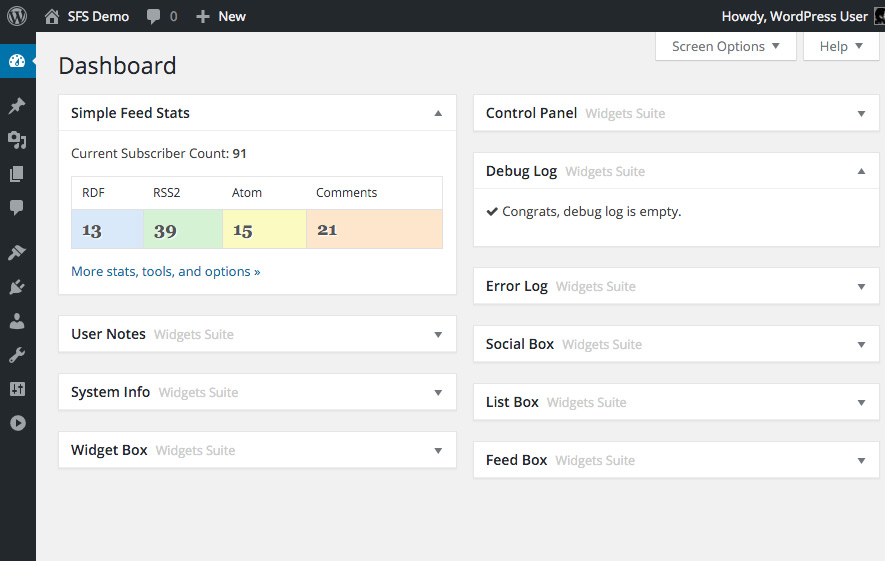 SFS Demo 0 New Howdy, WordPress User
Screen Options Help
Dashboard
Simple Feed Stats
Current Subscriber Count: 91
RDF RSS2 Atom Comments
13 39 15 21
More stats, tools, and options »
User Notes Widgets Suite
System Info Widgets Suite
Widget Box Widgets Suite
Control Panel Widgets Suite
Debug Log Widgets Suite
Congrats, debug log is empty.
Error Log Widgets Suite
Social Box Widgets Suite
List Box Widgets Suite
Feed Box Widgets Suite